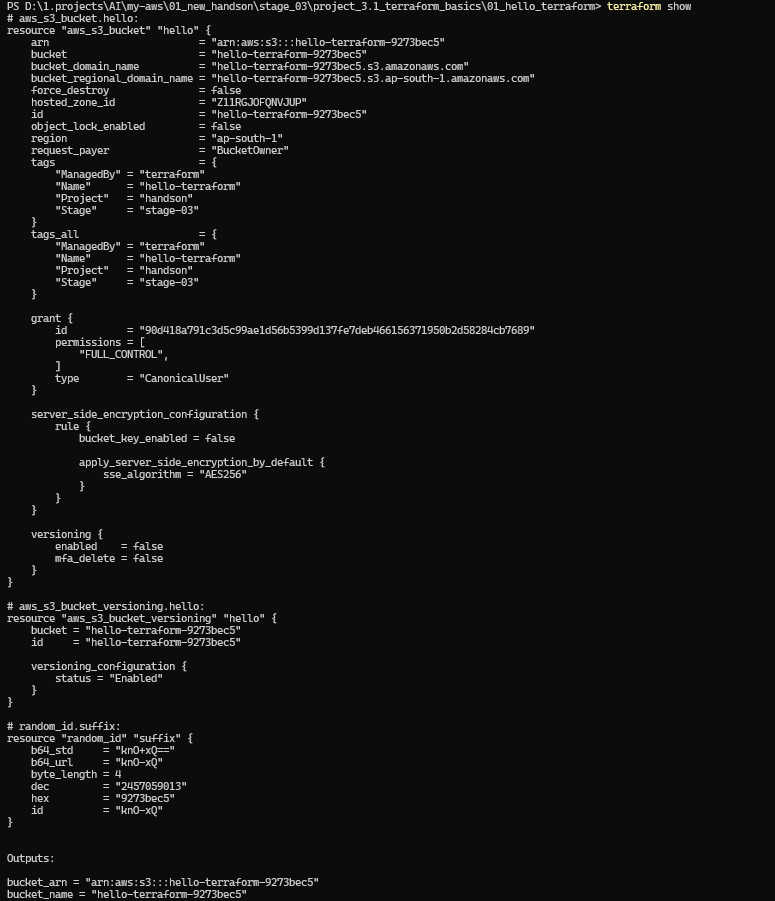 PS D:\1.projects\AI\my-aws\01_new_handson\stage_03\project_3.1_terraform_basics\01_hello_terraform> terraform show
# aws_s3_bucket.hello:
resource "aws_s3_bucket" "hello" {
    arn                         = "arn:aws:s3:::hello-terraform-9273bec5"
    bucket                      = "hello-terraform-9273bec5"
    bucket_domain_name          = "hello-terraform-9273bec5.s3.amazonaws.com"
    bucket_regional_domain_name = "hello-terraform-9273bec5.s3.ap-south-1.amazonaws.com"
    force_destroy               = false
    hosted_zone_id              = "Z11RGJOFQNVJUP"
    id                          = "hello-terraform-9273bec5"
    object_lock_enabled         = false
    region                      = "ap-south-1"
    request_payer               = "BucketOwner"
    tags                        = {
        "ManagedBy" = "terraform"
        "Name"      = "hello-terraform"
        "Project"   = "handson"
        "Stage"     = "stage-03"
    }
    tags_all                    = {
        "ManagedBy" = "terraform"
        "Name"      = "hello-terraform"
        "Project"   = "handson"
        "Stage"     = "stage-03"
    }

    grant {
        id          = "90d418a791c3d5c99ae1d56b5399d137fe7deb466156371950b2d58284cb7689"
        permissions = [
            "FULL_CONTROL",
        ]
        type        = "CanonicalUser"
    }

    server_side_encryption_configuration {
        rule {
            bucket_key_enabled = false

            apply_server_side_encryption_by_default {
                sse_algorithm = "AES256"
            }
        }
    }

    versioning {
        enabled    = false
        mfa_delete = false
    }
}

# aws_s3_bucket_versioning.hello:
resource "aws_s3_bucket_versioning" "hello" {
    bucket = "hello-terraform-9273bec5"
    id     = "hello-terraform-9273bec5"

    versioning_configuration {
        status = "Enabled"
    }
}

# random_id.suffix:
resource "random_id" "suffix" {
    b64_std     = "knO+xQ=="
    b64_url     = "knO-xQ"
    byte_length = 4
    dec         = "2457059013"
    hex         = "9273bec5"
    id          = "knO-xQ"
}


Outputs:

bucket_arn = "arn:aws:s3:::hello-terraform-9273bec5"
bucket_name = "hello-terraform-9273bec5"